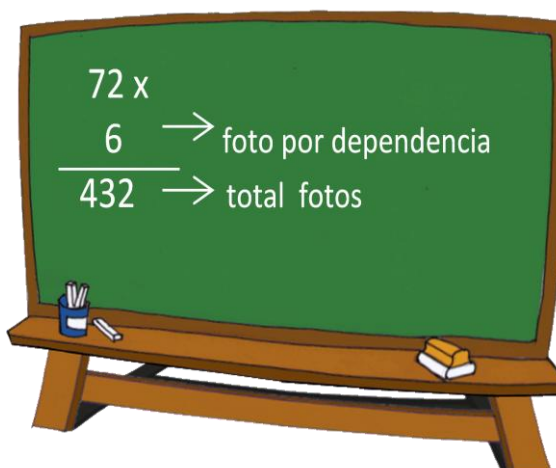 72 x
6 → foto por dependencia
432 → total fotos